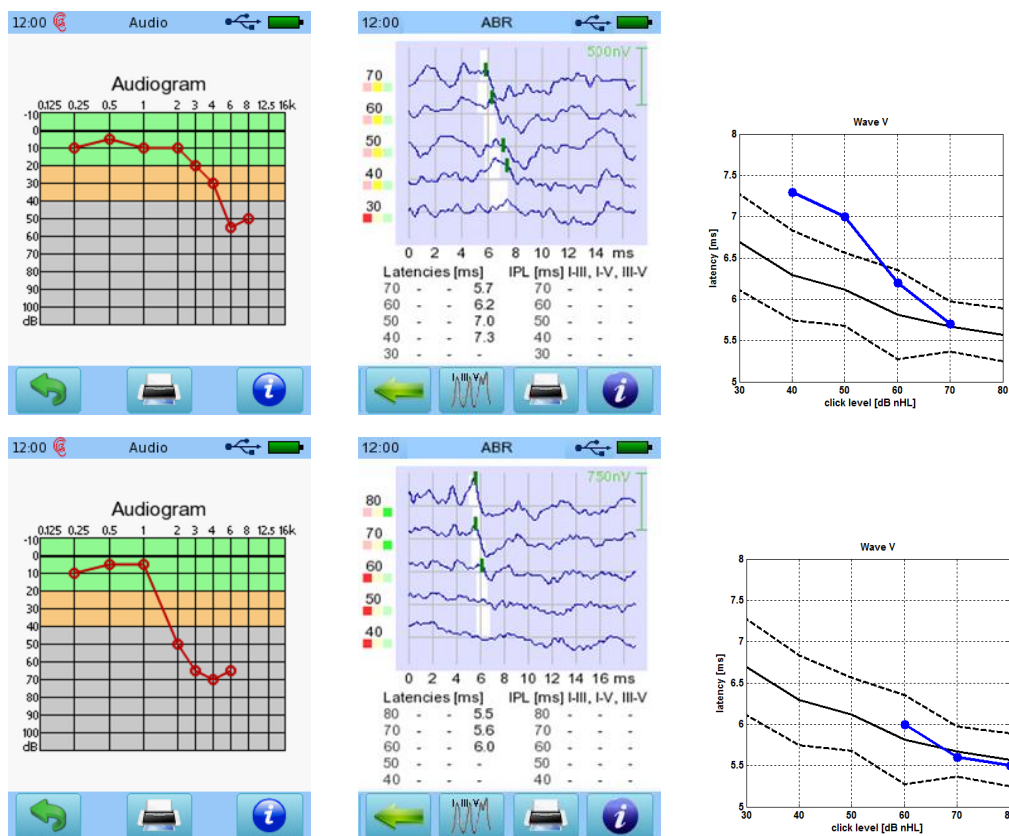 12:00 Audio
Audiogram
0.125 0.25 0.5 1 2 3 4 6 8 12.5 16k
-10
0
10
20
30
40
50
60
70
80
90
100
dB
12:00 ABR
500nV
70
60
50
40
30
0 2 4 6 8 10 12 14 ms
Latencies [ms] IPL [ms] I-III, I-V, III-V
70 - - 5.7 70 - - -
60 - - 6.2 60 - - -
50 - - 7.0 50 - - -
40 - - 7.3 40 - - -
30 - - - 30 - - -
I III V
Wave V
latency [ms]
8
7.5
7
6.5
6
5.5
5
30 40 50 60 70 80
click level [dB nHL]
12:00 Audio
Audiogram
0.125 0.25 0.5 1 2 3 4 6 8 12.5 16k
-10
0
10
20
30
40
50
60
70
80
90
100
dB
12:00 ABR
750nV
80
70
60
50
40
0 2 4 6 8 10 12 14 16 ms
Latencies [ms] IPL [ms] I-III, I-V, III-V
80 - - 5.5 80 - - -
70 - - 5.6 70 - - -
60 - - 6.0 60 - - -
50 - - - 50 - - -
40 - - - 40 - - -
I III V
Wave V
latency [ms]
8
7.5
7
6.5
6
5.5
5
30 40 50 60 70 80
click level [dB nHL]